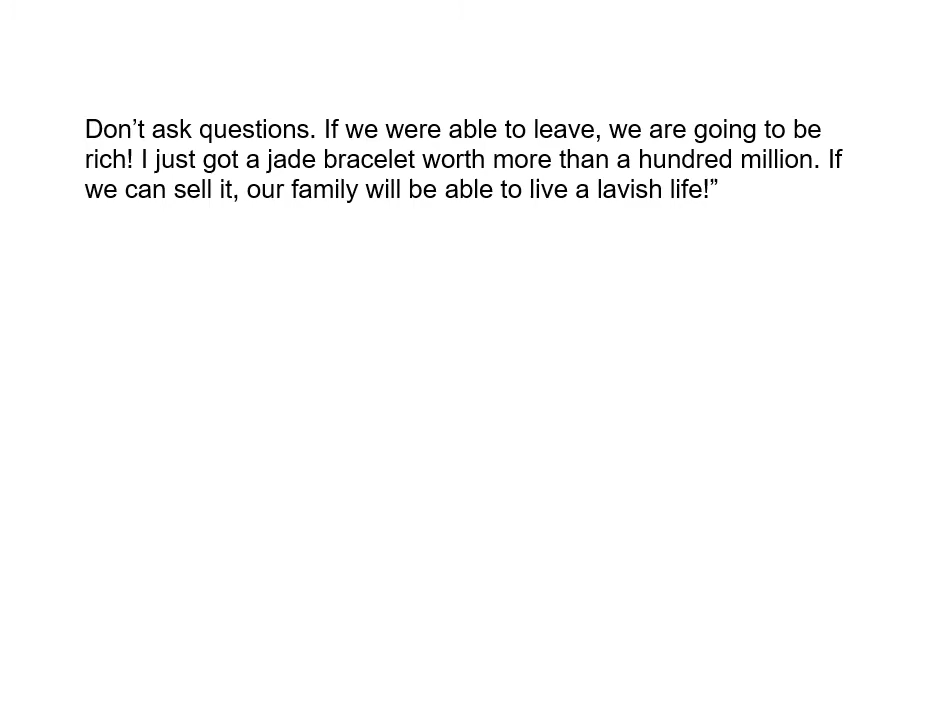 Don’t ask questions. If we were able to leave, we are going to be
rich! I just got a jade bracelet worth more than a hundred million. If
we can sell it, our family will be able to live a lavish life!”